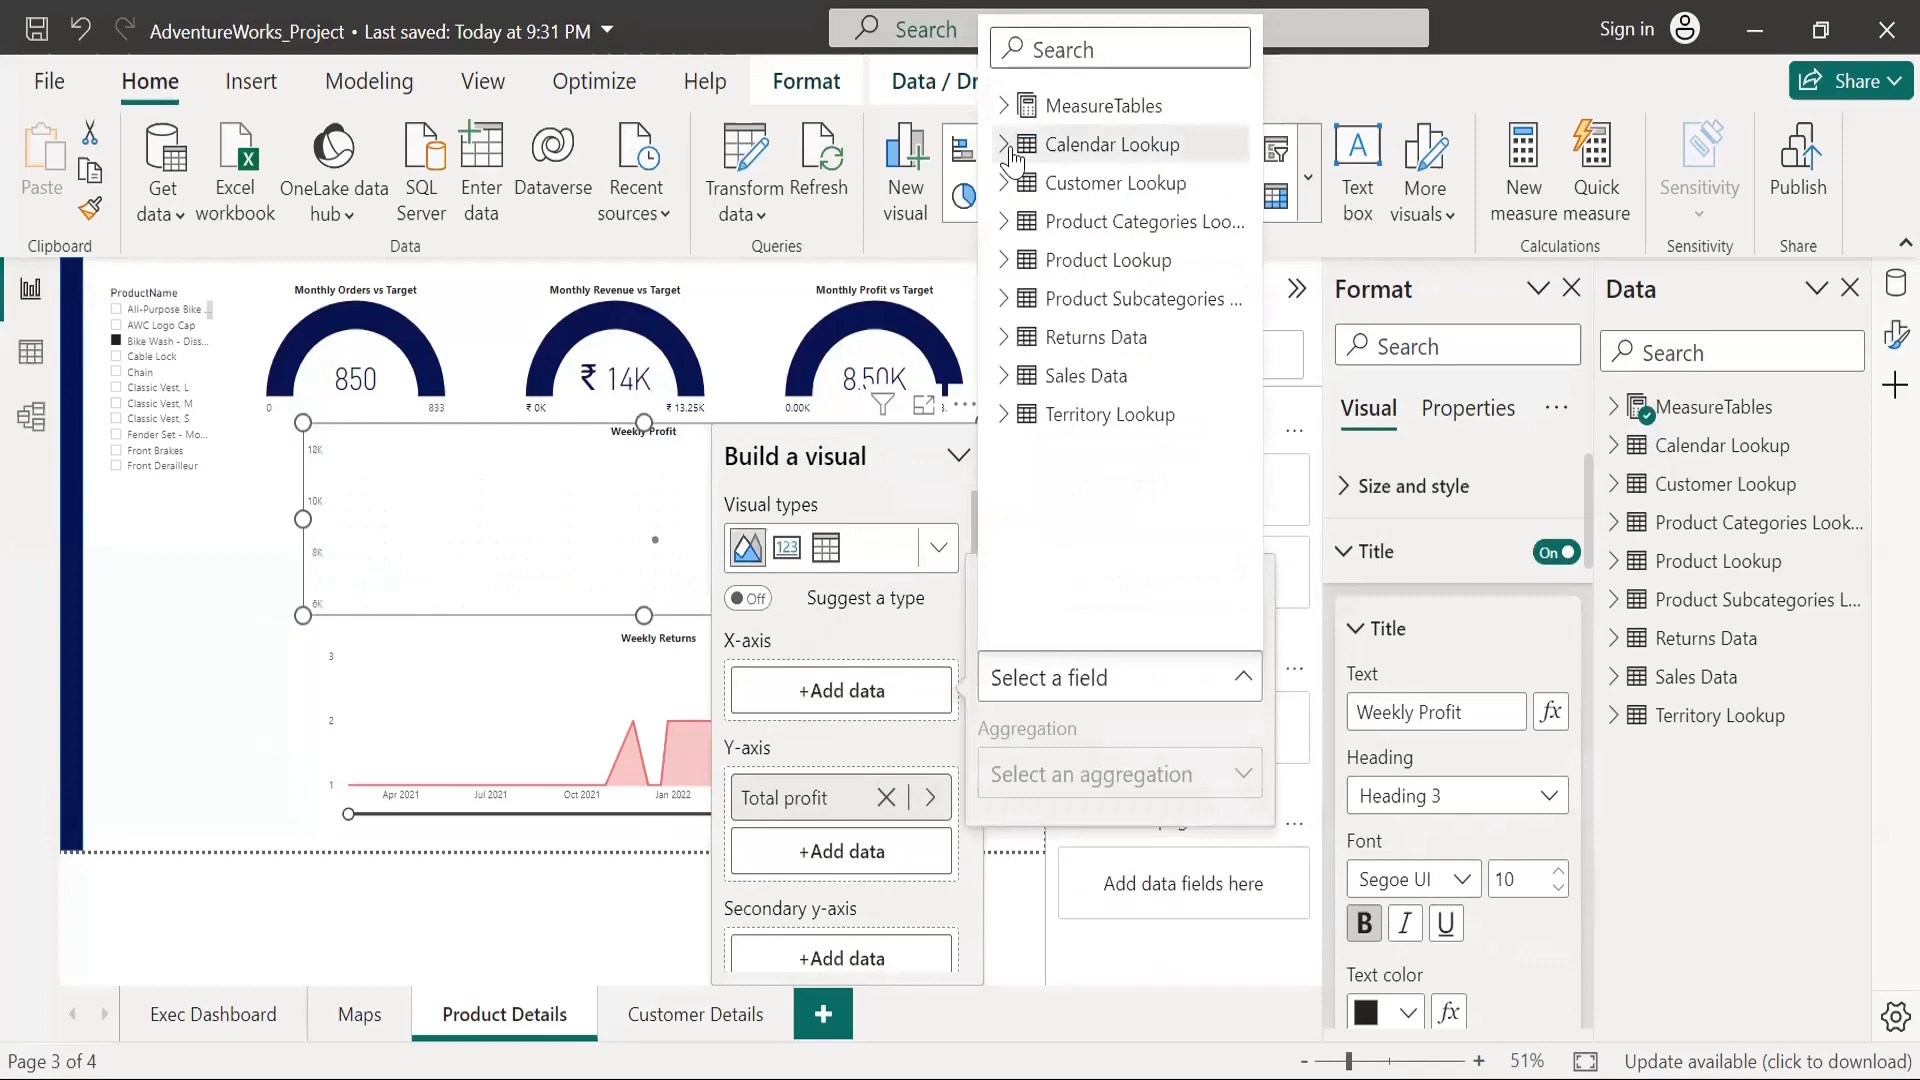 AdventureWorks_Project • Last saved: Today at 9:31 PM
Search
Sign in
File
Home
Insert
Modeling
View
Optimize
Help
Format
Data / Dr
Share
Paste
Clipboard
Get data
Excel workbook
OneLake data hub
SQL Server
Enter data
Dataverse
Recent sources
Data
Transform data
Refresh
Queries
New visual
Text box
More visuals
New measure
Quick measure
Calculations
Sensitivity
Sensitivity
Publish
Share
Search
MeasureTables
Calendar Lookup
Customer Lookup
Product Categories Loo...
Product Lookup
Product Subcategories ...
Returns Data
Sales Data
Territory Lookup
Select a field
Aggregation
Select an aggregation
ProductName
All-Purpose Bike ...
AWC Logo Cap
Bike Wash - Diss...
Cable Lock
Chain
Classic Vest, L
Classic Vest, M
Classic Vest, S
Fender Set - Mo...
Front Brakes
Front Derailleur
Monthly Orders vs Target
850
0
833
Monthly Revenue vs Target
₹ 14K
₹ 0K
₹ 13.25K
Monthly Profit vs Target
8.50K
0.00K
Weekly Profit
12K
10K
8K
6K
Weekly Returns
3
2
1
Apr 2021
Jul 2021
Oct 2021
Jan 2022
Build a visual
Visual types
123
Off
Suggest a type
X-axis
+Add data
Y-axis
Total profit
+Add data
Secondary y-axis
+Add data
Add data fields here
Format
Search
Visual
Properties
Size and style
Title
On
Title
Text
Weekly Profit
fx
Heading
Heading 3
Font
Segoe UI
10
B
I
U
Text color
fx
Data
Search
MeasureTables
Calendar Lookup
Customer Lookup
Product Categories Look...
Product Lookup
Product Subcategories L...
Returns Data
Sales Data
Territory Lookup
Exec Dashboard
Maps
Product Details
Customer Details
Page 3 of 4
- + 51%
Update available (click to download)